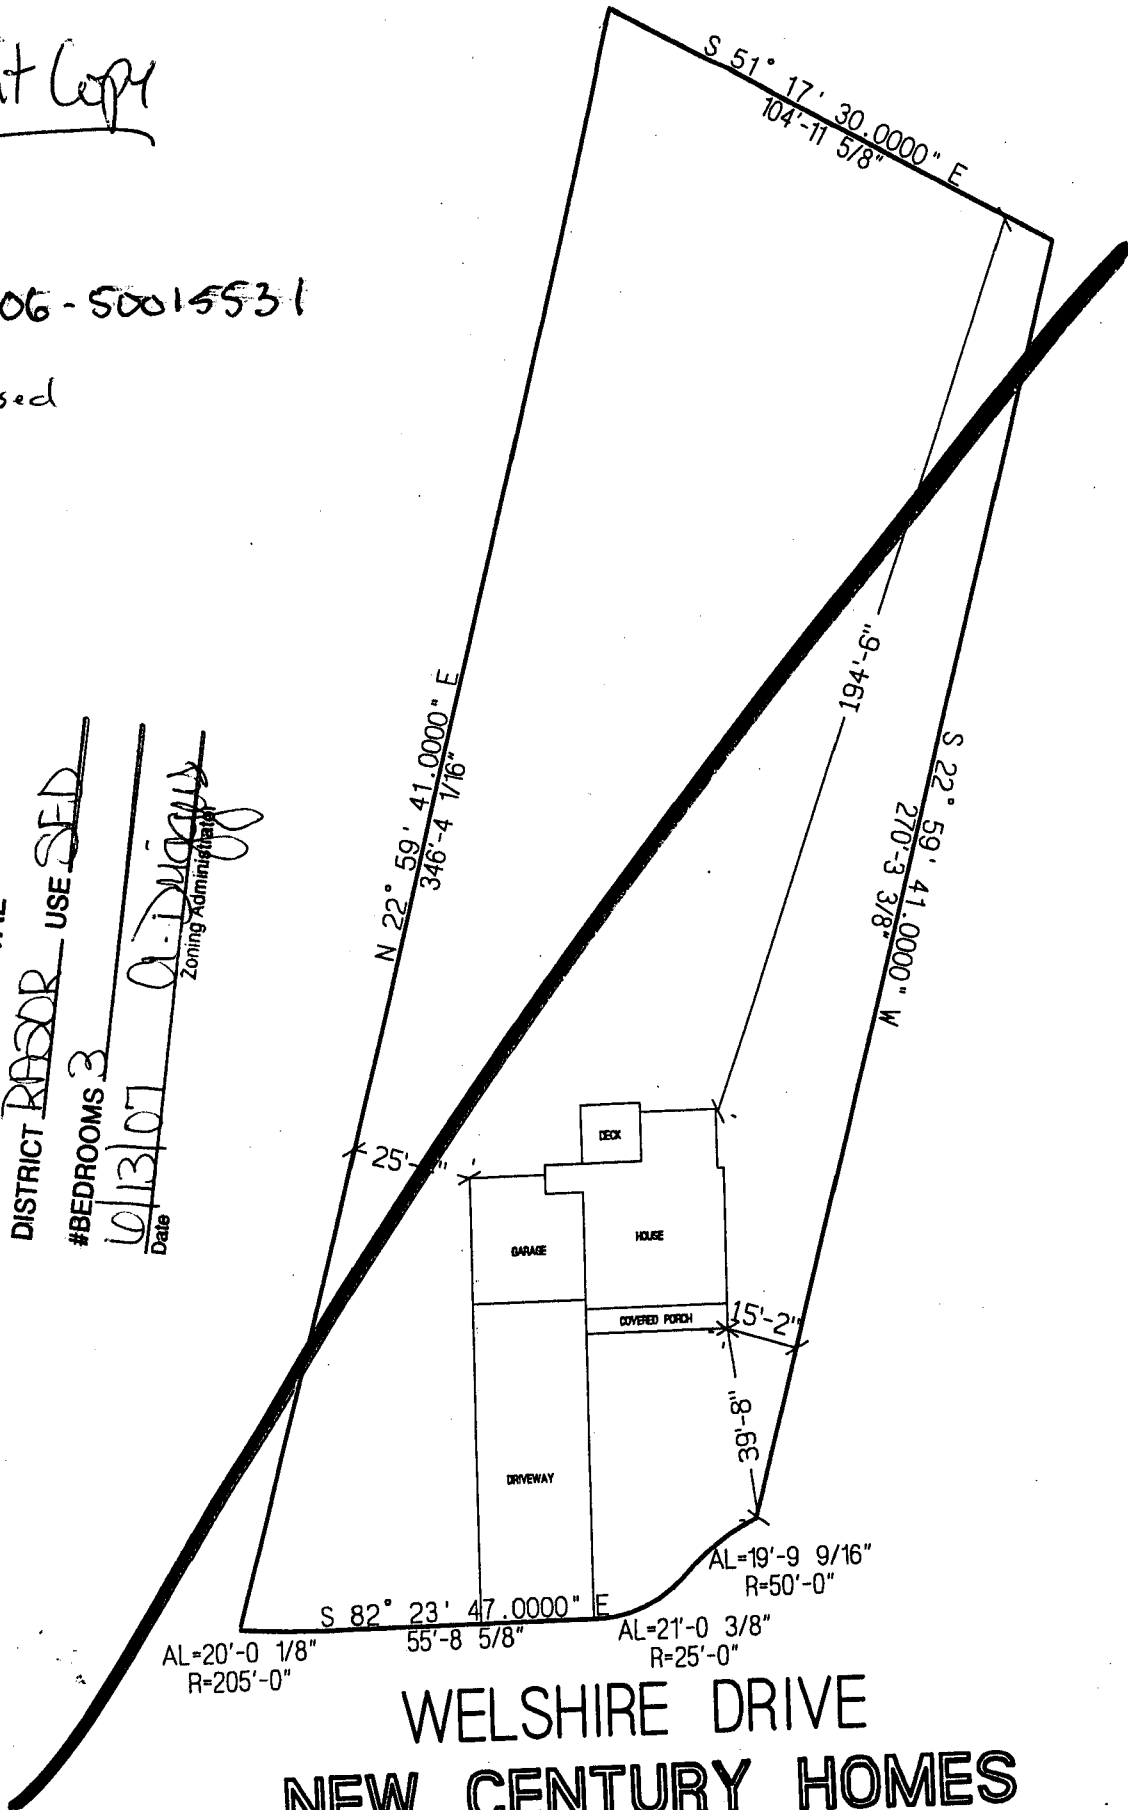 it Copy
S 51° 17' 30.0000" E
104'-11 5/8"
06-50015531
sed
194'-6"
N 22° 59' 41.0000" E
346'-4 1/16"
S 22° 59' 41.0000" W
270'-3 3/8"
DISTRICT RA20R USE SFD
#BEDROOMS 3
6/13/07
Date
Zoning Administrator
DECK
25'-
GARAGE
HOUSE
COVERED PORCH
15'-2"
39'-8"
DRIVEWAY
AL=19'-9 9/16"
R=50'-0"
S 82° 23' 47.0000" E
55'-8 5/8"
AL=20'-0 1/8"
R=205'-0"
AL=21'-0 3/8"
R=25'-0"
WELSHIRE DRIVE
NEW CENTURY HOMES